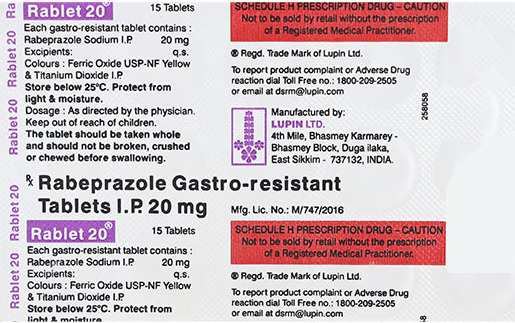 Rablet 20® 15 Tablets
Each gastro-resistant tablet contains :
Rabeprazole Sodium I.P. 20 mg
Excipients: q.s.
Colours : Ferric Oxide USP-NF Yellow
& Titanium Dioxide I.P.
Store below 25°C. Protect from
light & moisture.
Dosage : As directed by the physician.
Keep out of reach of children.
The tablet should be taken whole
and should not be broken, crushed
or chewed before swallowing.
SCHEDULE H PRESCRIPTION DRUG – CAUTION
Not to be sold by retail without the prescription
of a Registered Medical Practitioner.
® Regd. Trade Mark of Lupin Ltd.
To report product complaint or Adverse Drug
reaction dial Toll Free no.: 1800-209-2505
or email at dsrm@lupin.com
Manufactured by:
LUPIN LTD.
4th Mile, Bhasmey Karmarey -
Bhasmey Block, Duga ilaka,
East Sikkim - 737132, INDIA.
258058
Rablet 20
Rablet 20
Rablet 20
℞ Rabeprazole Gastro-resistant
Tablets I.P. 20 mg
Mfg. Lic. No.: M/747/2016
Rablet 20® 15 Tablets
Each gastro-resistant tablet contains :
Rabeprazole Sodium I.P. 20 mg
Excipients: q.s.
Colours : Ferric Oxide USP-NF Yellow
& Titanium Dioxide I.P.
Store below 25°C. Protect from
light & moisture.
SCHEDULE H PRESCRIPTION DRUG – CAUTION
Not to be sold by retail without the prescription
of a Registered Medical Practitioner.
® Regd. Trade Mark of Lupin Ltd.
To report product complaint or Adverse Drug
reaction dial Toll Free no.: 1800-209-2505
or email at dsrm@lupin.com
Rablet 20
Rablet 20